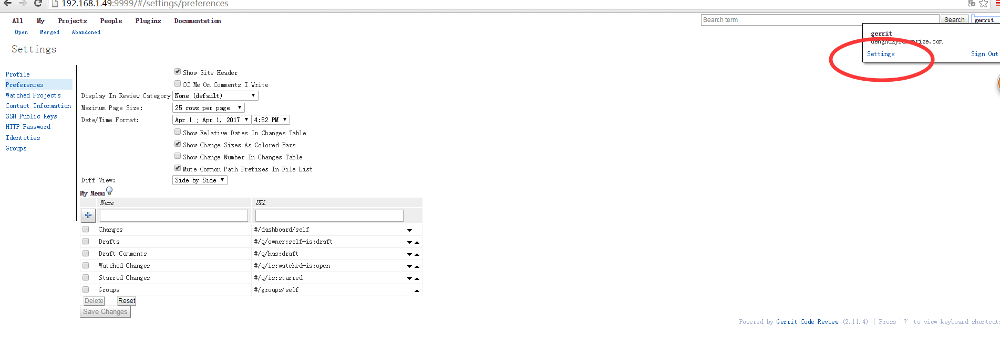 192.168.1.49:9999/#/settings/preferences
All My Projects People Plugins Documentation
Search term Search gerrit
Open Merged Abandoned
gerrit
Settings Sign Out
Settings
Profile
Preferences
Watched Projects
Contact Information
SSH Public Keys
HTTP Password
Identities
Groups
Show Site Header
CC Me On Comments I Write
Display In Review Category None (default)
Maximum Page Size: 25 rows per page
Date/Time Format: Apr 1 ; Apr 1, 2017 4:52 PM
Show Relative Dates In Changes Table
Show Change Sizes As Colored Bars
Show Change Number In Changes Table
Mute Common Path Prefixes In File List
Diff View: Side by Side
My Menu
Name URL
Changes #/dashboard/self
Drafts #/q/owner:self+is:draft
Draft Comments #/q/has:draft
Watched Changes #/q/is:watched+is:open
Starred Changes #/q/is:starred
Groups #/groups/self
Delete Reset
Save Changes
Powered by Gerrit Code Review (2.11.4) | Press '?' to view keyboard shortcut